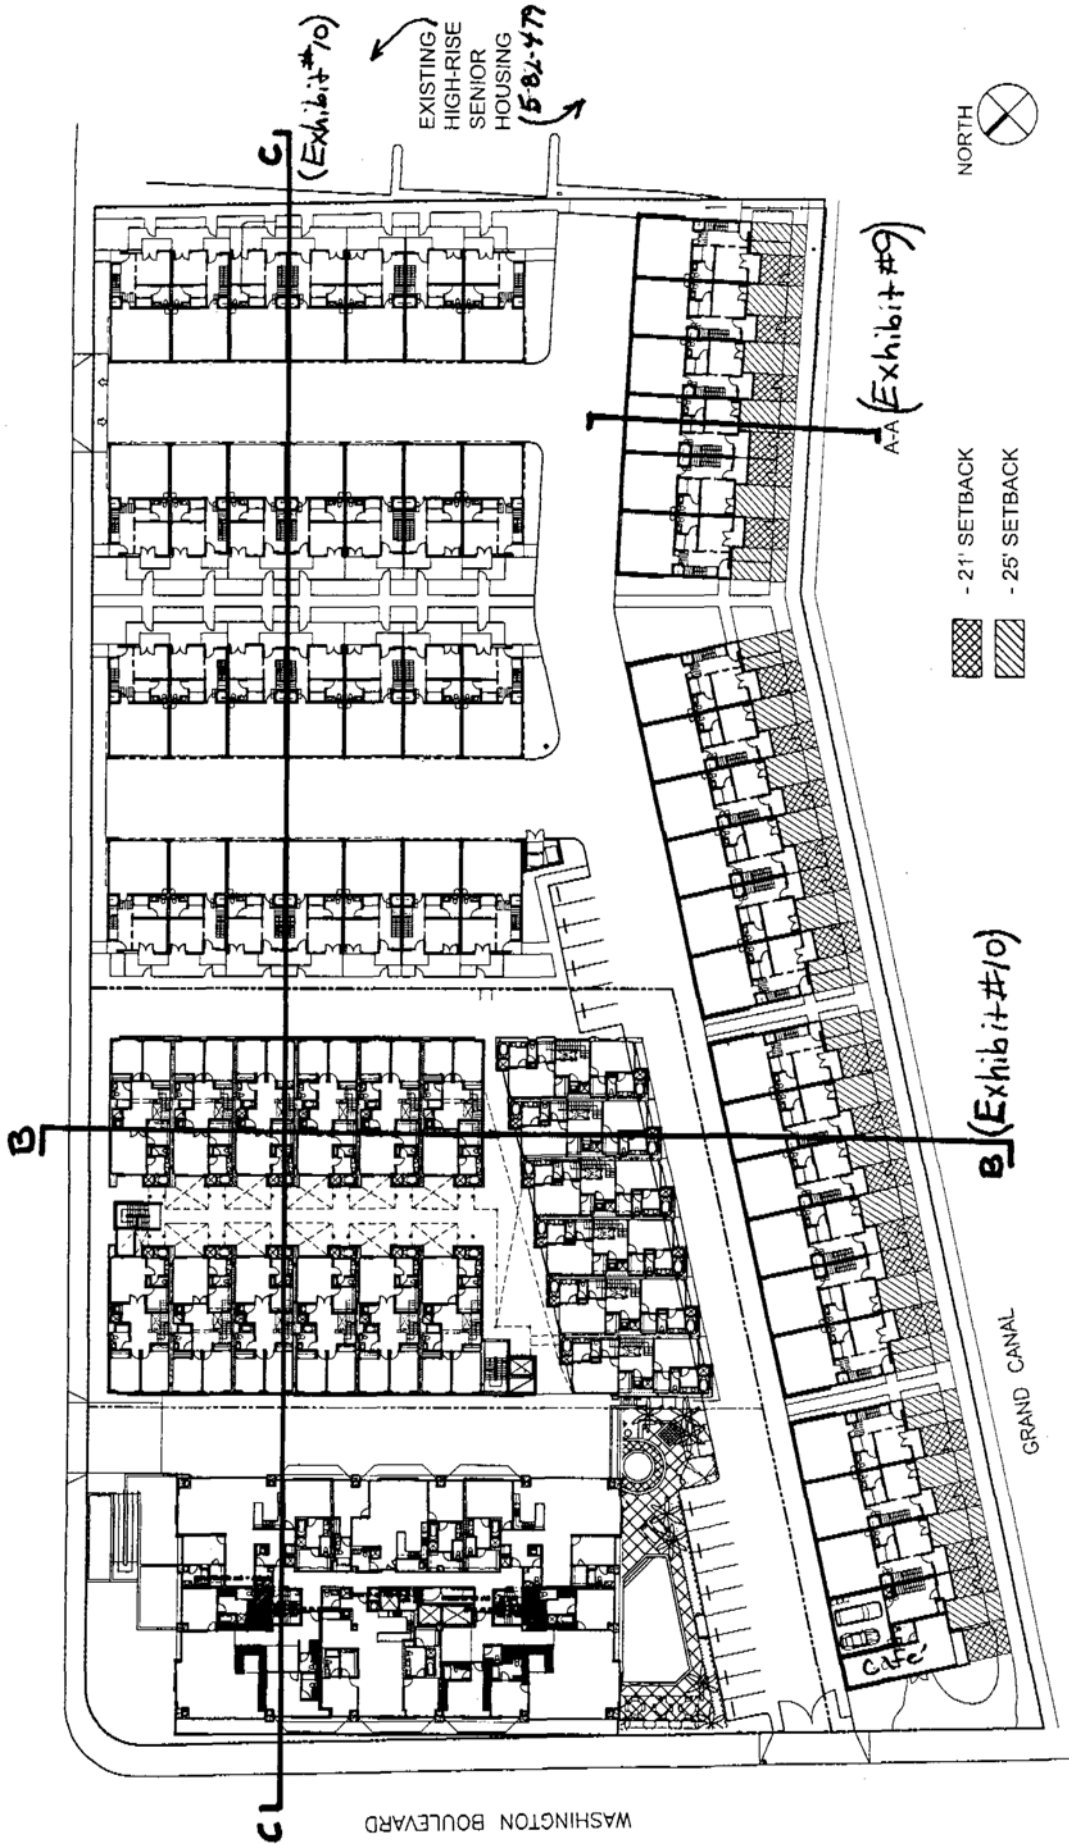 C
(Exhibit #10)
EXISTING
HIGH-RISE
SENIOR
HOUSING
(5-82-479
NORTH
A-A (Exhibit #9)
- 21' SETBACK
- 25' SETBACK
B
B (Exhibit #10)
GRAND CANAL
Café
C
WASHINGTON BOULEVARD